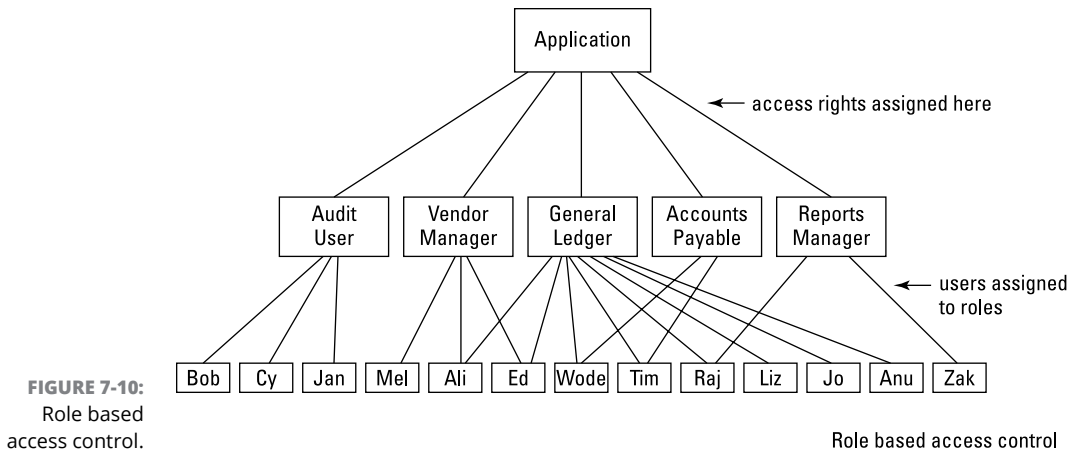 Application
access rights assigned here
Audit
User
Vendor
Manager
General
Ledger
Accounts
Payable
Reports
Manager
users assigned
to roles
Bob
Cy
Jan
Mel
Ali
Ed
Wode
Tim
Raj
Liz
Jo
Anu
Zak
FIGURE 7-10:
Role based
access control.
Role based access control